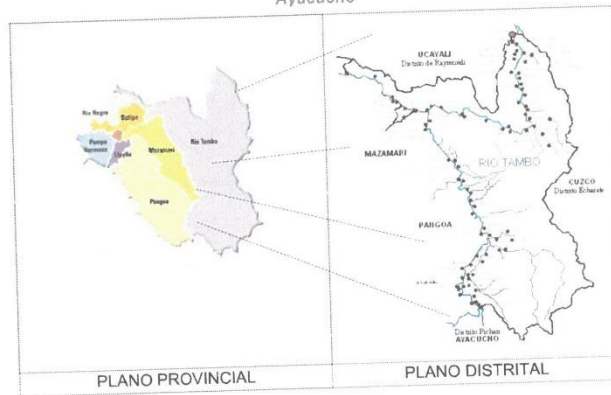 Ayacucho
Rio Negro
Satipo
Pampa
Hermosa
Llaylla
Mazamari
Rio Tambo
Pangoa
PLANO PROVINCIAL
UCAYALI
Distrito de Raymondi
MAZAMARI
RIO TAMBO
CUZCO
Distrito Echarate
PANGOA
Distrito Pichari
AYACUCHO
PLANO DISTRITAL